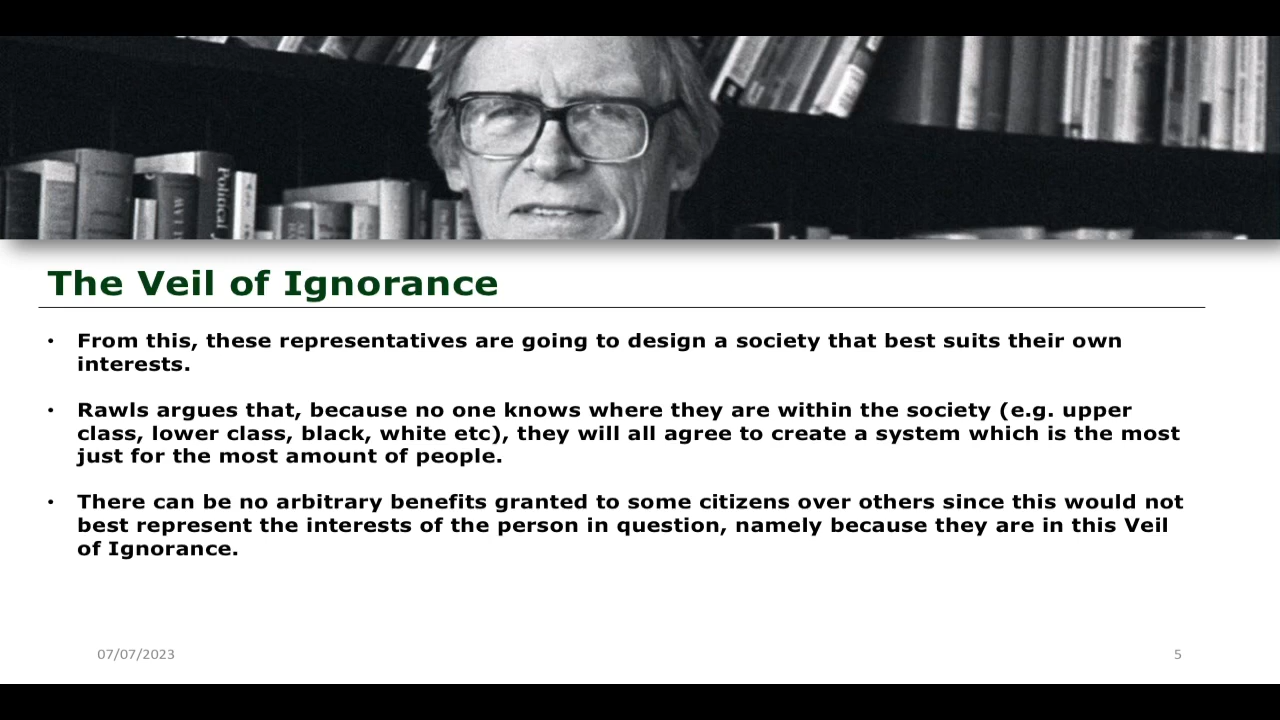 Political
The Veil of Ignorance
• From this, these representatives are going to design a society that best suits their own
interests.
• Rawls argues that, because no one knows where they are within the society (e.g. upper
class, lower class, black, white etc), they will all agree to create a system which is the most
just for the most amount of people.
• There can be no arbitrary benefits granted to some citizens over others since this would not
best represent the interests of the person in question, namely because they are in this Veil
of Ignorance.
07/07/2023
5